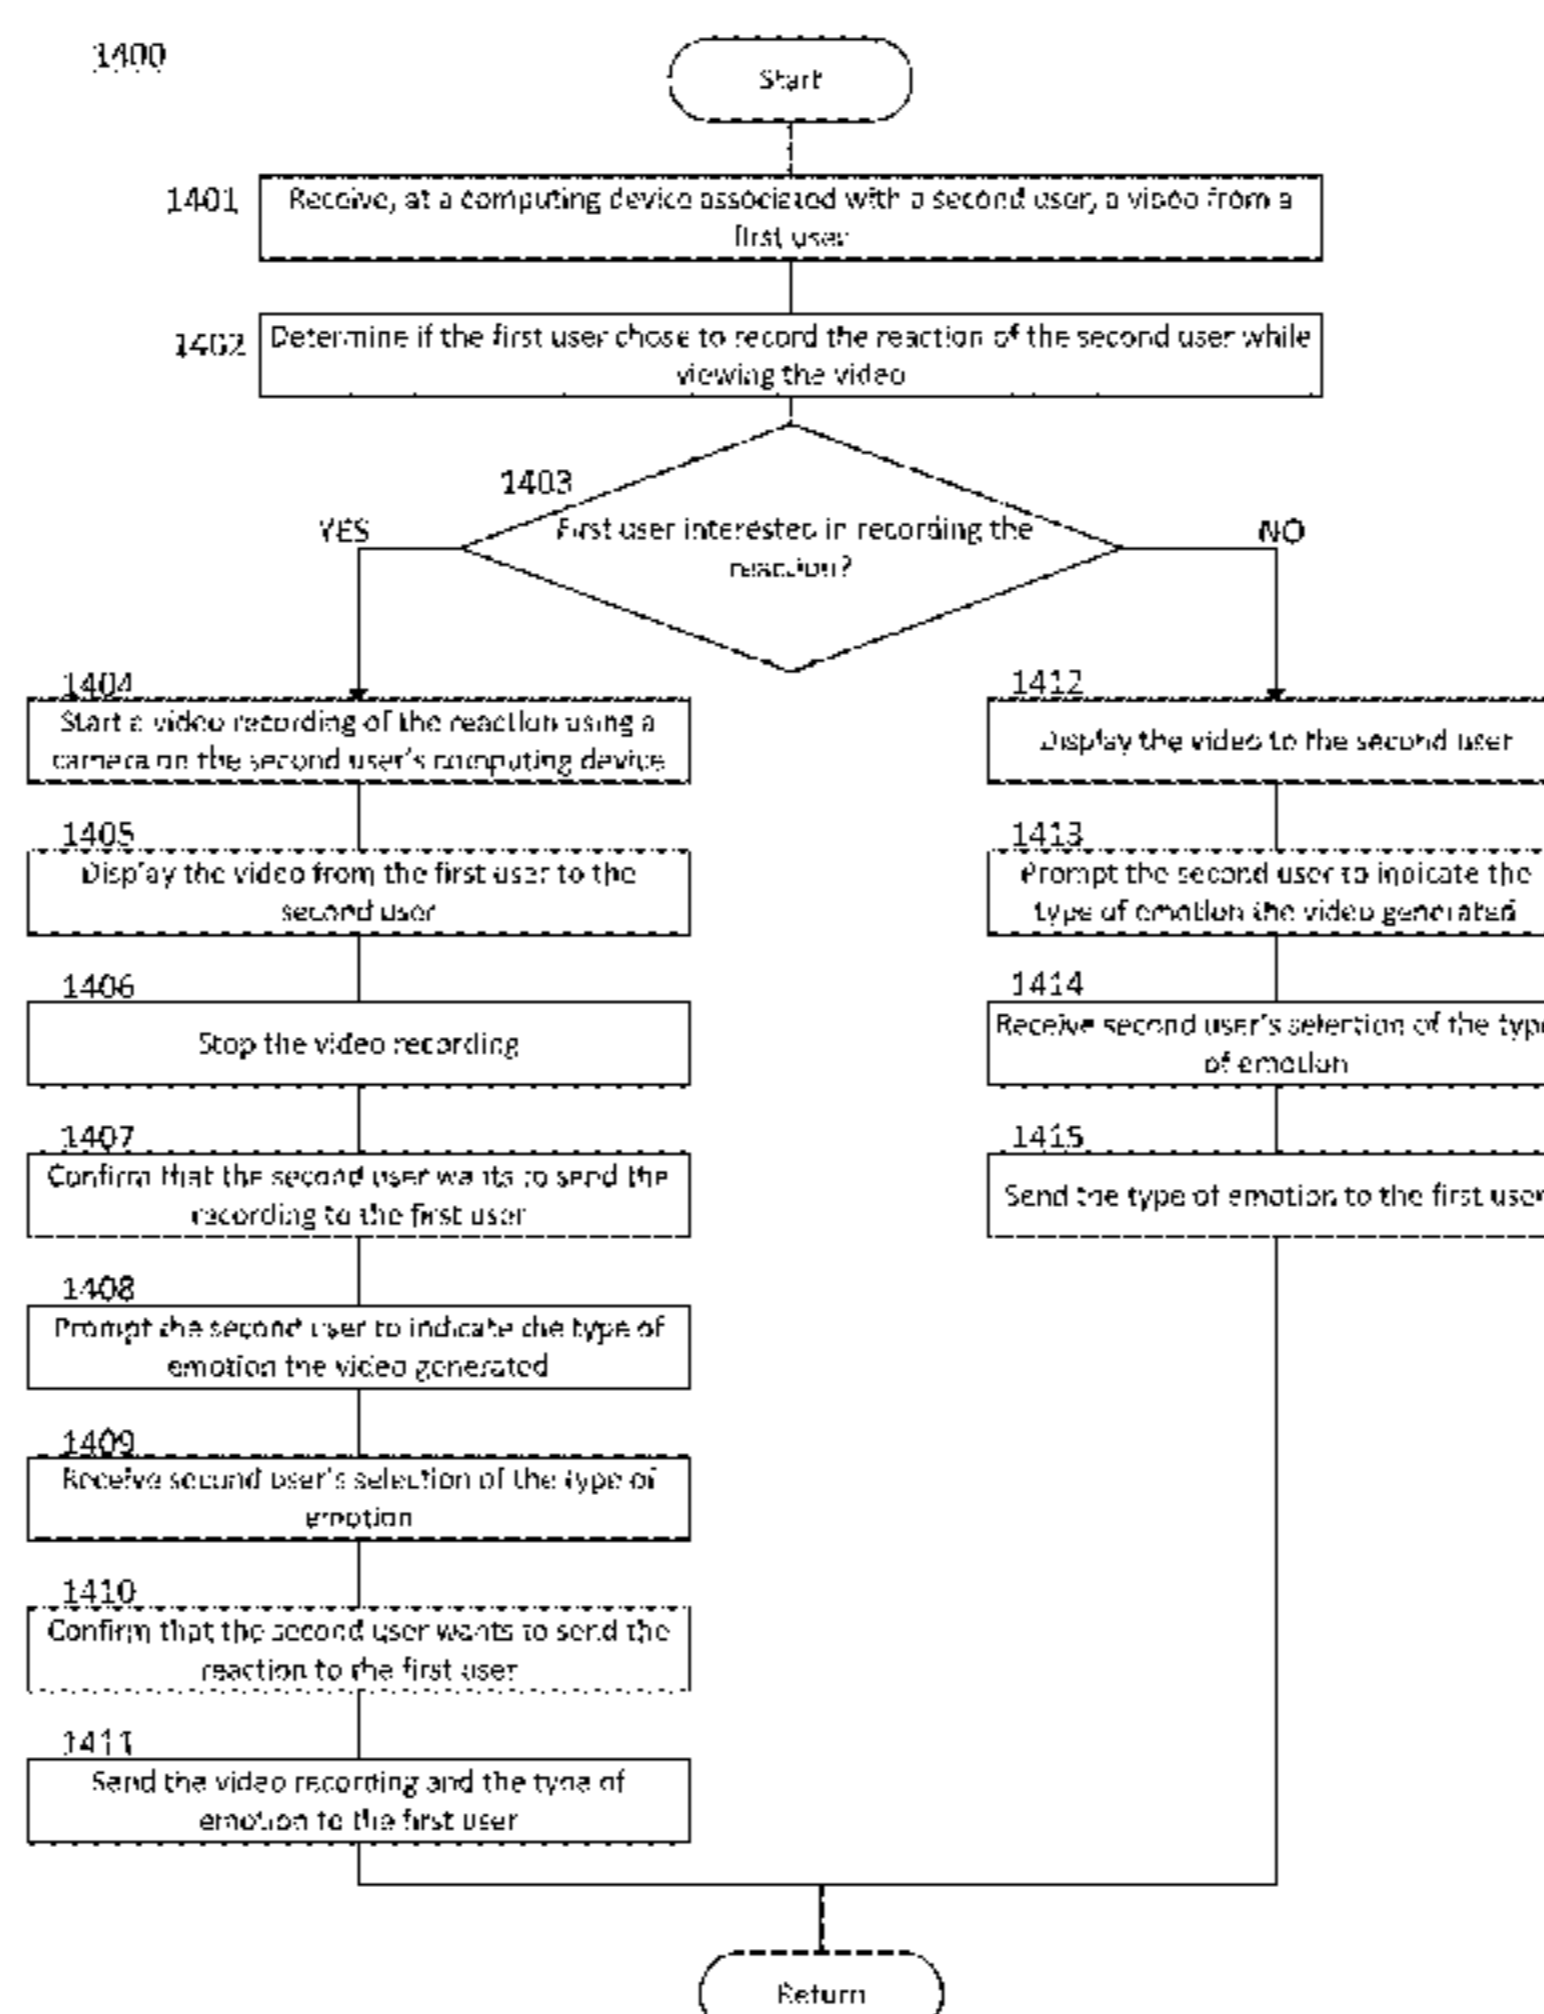 1400
Start
1401
Receive, at a computing device associated with a second user, a video from a
first user
1402
Determine if the first user chose to record the reaction of the second user while
viewing the video
1403
First user interested in recording the
reaction?
YES
NO
1404
Start a video recording of the reaction using a
camera on the second user's computing device
1405
Display the video from the first user to the
second user
1406
Stop the video recording
1407
Confirm that the second user wants to send the
recording to the first user
1408
Prompt the second user to indicate the type of
emotion the video generated
1409
Receive second user's selection of the type of
emotion
1410
Confirm that the second user wants to send the
reaction to the first user
1411
Send the video recording and the type of
emotion to the first user
1412
Display the video to the second user
1413
Prompt the second user to indicate the
type of emotion the video generated
1414
Receive second user's selection of the type
of emotion
1415
Send the type of emotion to the first user
Return